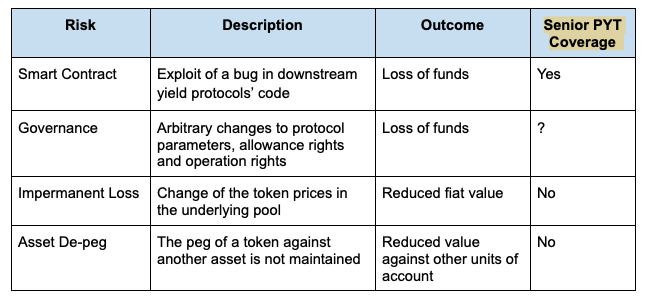 Risk
Description
Outcome
Senior PYT
Coverage
Smart Contract
Exploit of a bug in downstream
yield protocols' code
Loss of funds
Yes
Governance
Arbitrary changes to protocol
parameters, allowance rights
and operation rights
Loss of funds
?
Impermanent Loss
Change of the token prices in
the underlying pool
Reduced fiat value
No
Asset De-peg
The peg of a token against
another asset is not maintained
Reduced value
against other units of
account
No